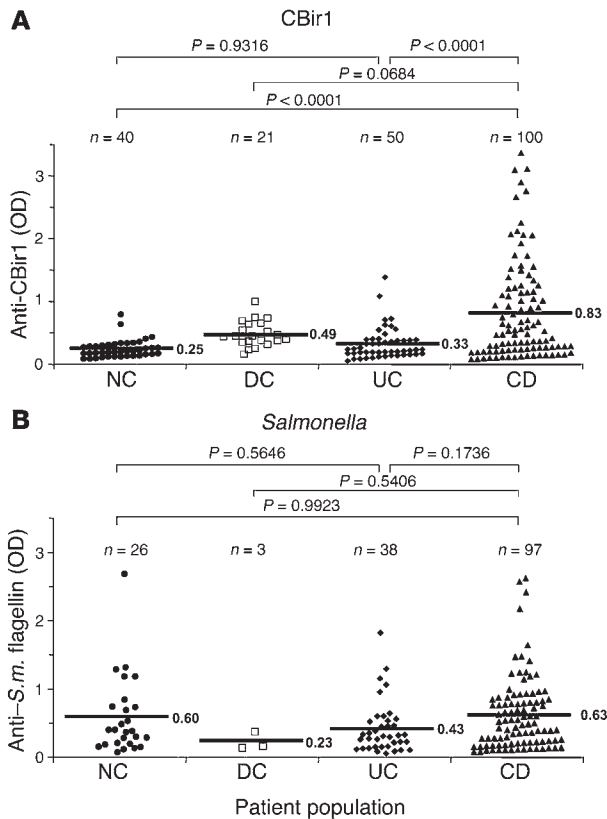 A CBir1
P = 0.9316 P < 0.0001
P = 0.0684
P < 0.0001
n = 40 n = 21 n = 50 n = 100
3
2
1
0
Anti-CBir1 (OD)
0.25 0.49 0.33 0.83
NC DC UC CD
B Salmonella
P = 0.5646 P = 0.1736
P = 0.5406
P = 0.9923
n = 26 n = 3 n = 38 n = 97
3
2
1
0
Anti–S.m. flagellin (OD)
0.60 0.23 0.43 0.63
NC DC UC CD
Patient population